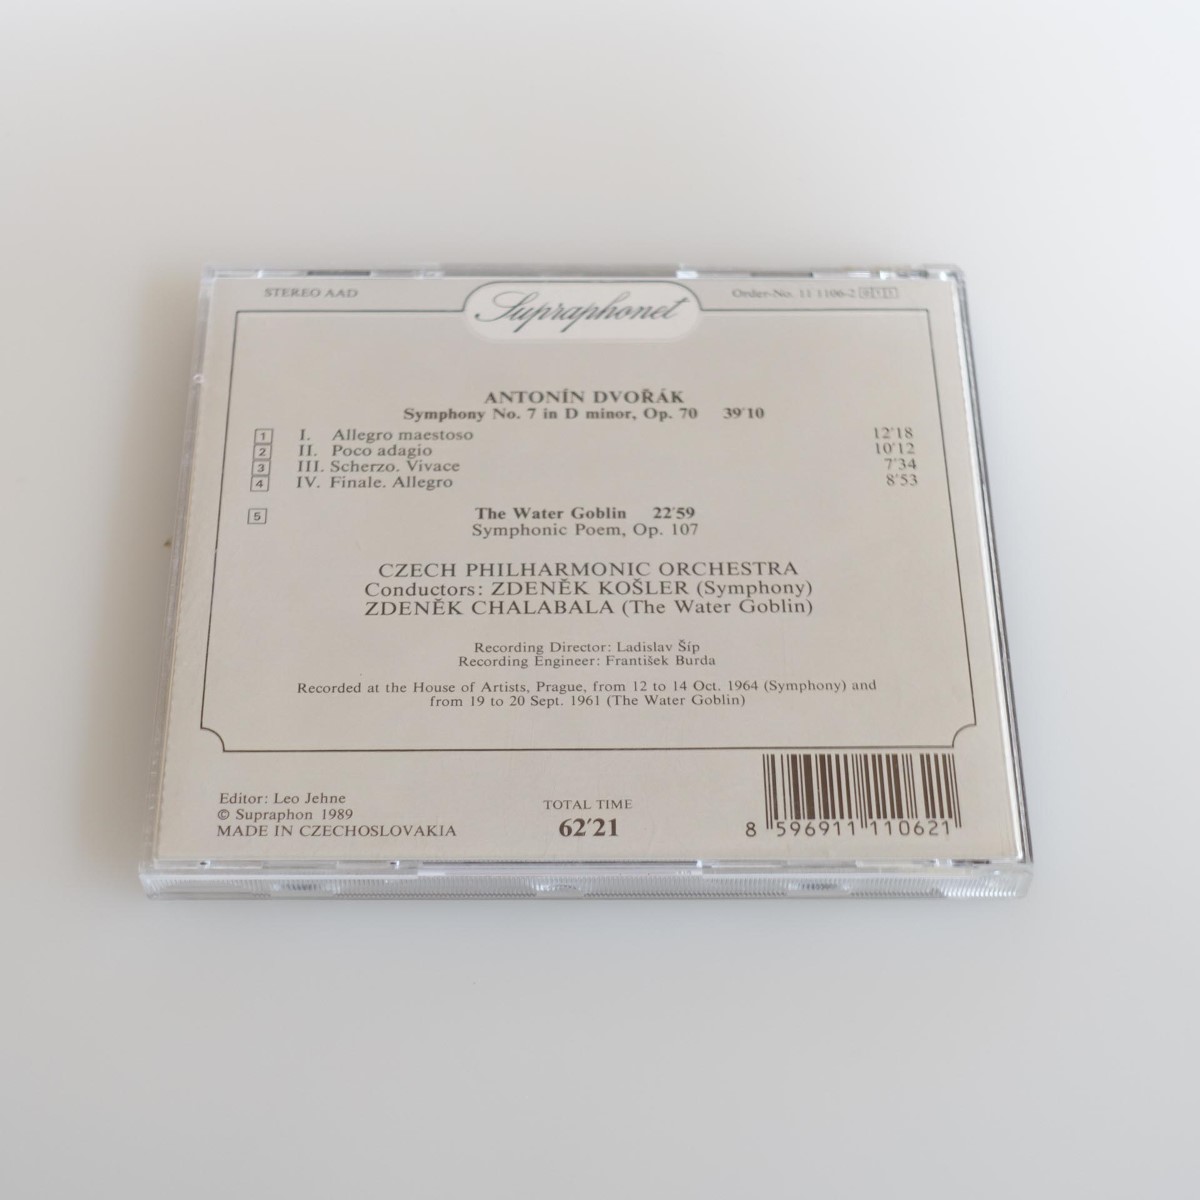 STEREO AAD
Supraphonet
Order-No. 11 1106-2 011
ANTONÍN DVOŘÁK
Symphony No. 7 in D minor, Op. 70 39'10
1 I. Allegro maestoso 12'18
2 II. Poco adagio 10'12
3 III. Scherzo. Vivace 7'34
4 IV. Finale. Allegro 8'53
5 The Water Goblin 22'59
Symphonic Poem, Op. 107
CZECH PHILHARMONIC ORCHESTRA
Conductors: ZDENĚK KOŠLER (Symphony)
ZDENĚK CHALABALA (The Water Goblin)
Recording Director: Ladislav Šíp
Recording Engineer: František Burda
Recorded at the House of Artists, Prague, from 12 to 14 Oct. 1964 (Symphony) and
from 19 to 20 Sept. 1961 (The Water Goblin)
Editor: Leo Jehne
© Supraphon 1989
MADE IN CZECHOSLOVAKIA
TOTAL TIME
62'21
8 596911 110621